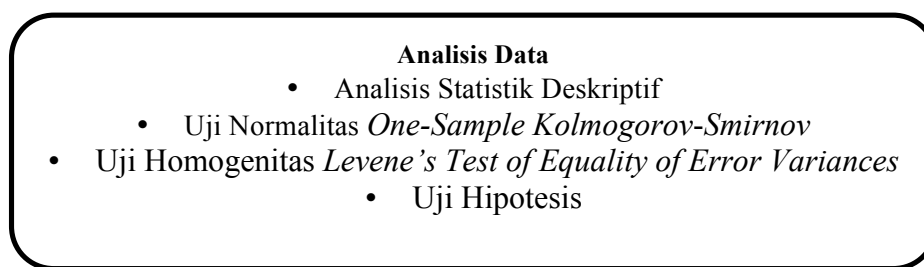 Analisis Data
• Analisis Statistik Deskriptif
• Uji Normalitas One-Sample Kolmogorov-Smirnov
• Uji Homogenitas Levene’s Test of Equality of Error Variances
• Uji Hipotesis